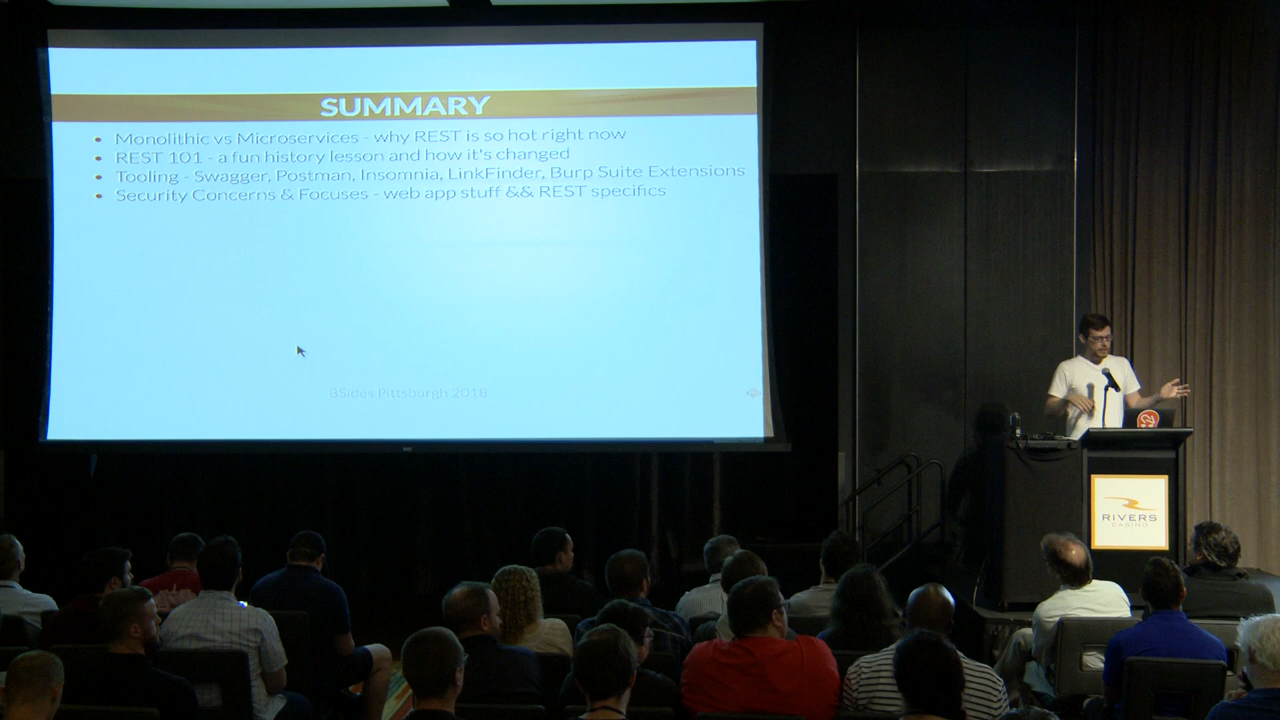 SUMMARY
Monolithic vs Microservices - why REST is so hot right now
REST 101 - a fun history lesson and how it's changed
Tooling - Swagger, Postman, Insomnia, LinkFinder, Burp Suite Extensions
Security Concerns & Focuses - web app stuff && REST specifics
BSides Pittsburgh 2018
RIVERS
CASINO